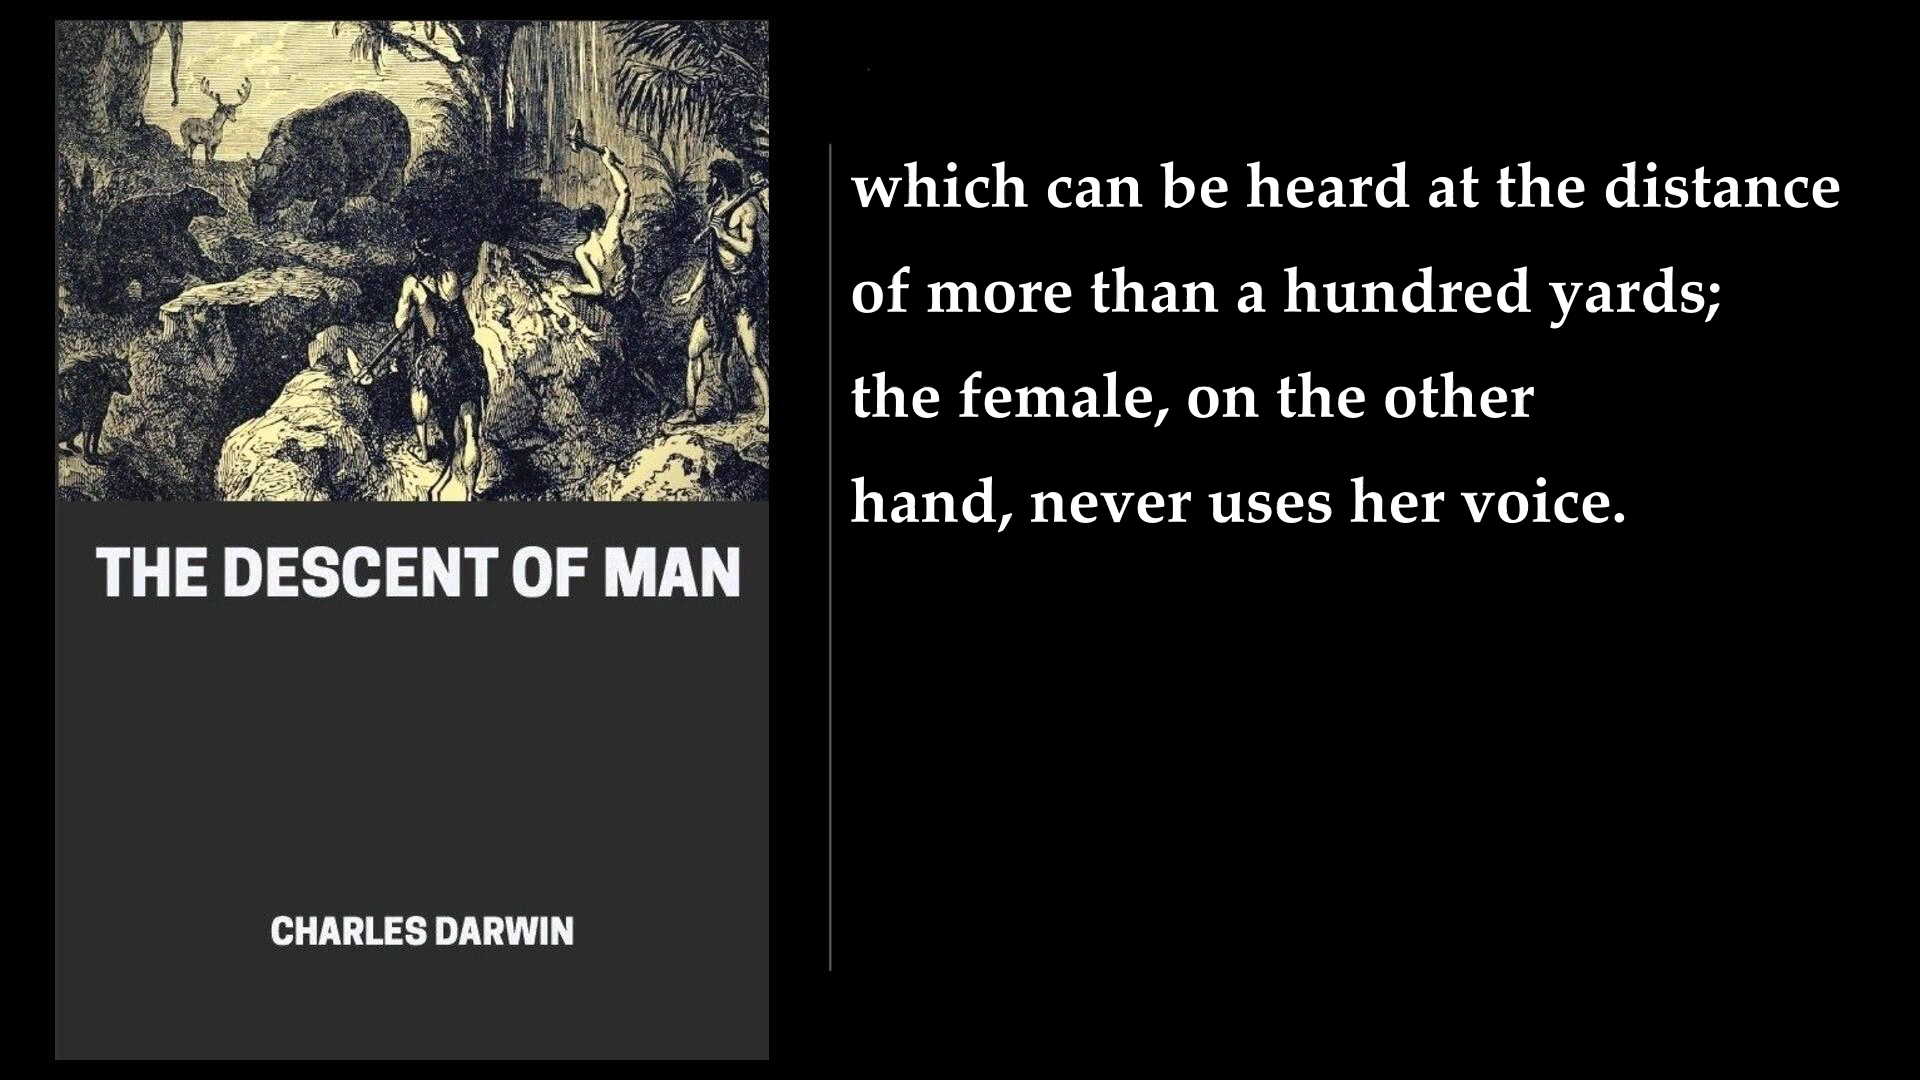 THE DESCENT OF MAN
CHARLES DARWIN
which can be heard at the distance
of more than a hundred yards;
the female, on the other
hand, never uses her voice.